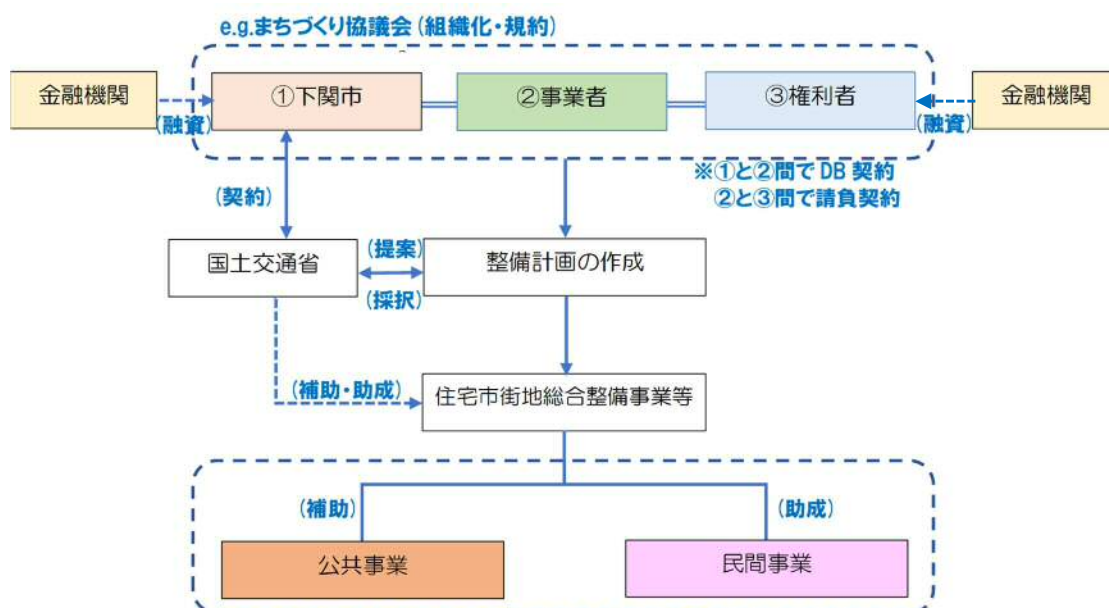 e.g.まちづくり協議会(組織化・規約)
金融機関
①下関市
②事業者
③権利者
金融機関
(融資)
(融資)
※①と②間でDB契約
②と③間で請負契約
(契約)
国土交通省
(提案)
(採択)
整備計画の作成
(補助・助成)
住宅市街地総合整備事業等
(補助)
(助成)
公共事業
民間事業